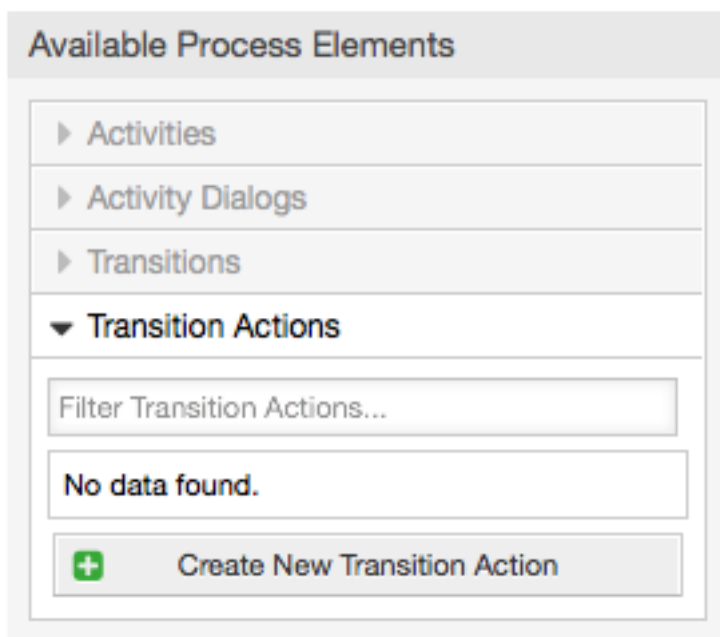 Available Process Elements
Activities
Activity Dialogs
Transitions
Transition Actions
Filter Transition Actions...
No data found.
Create New Transition Action